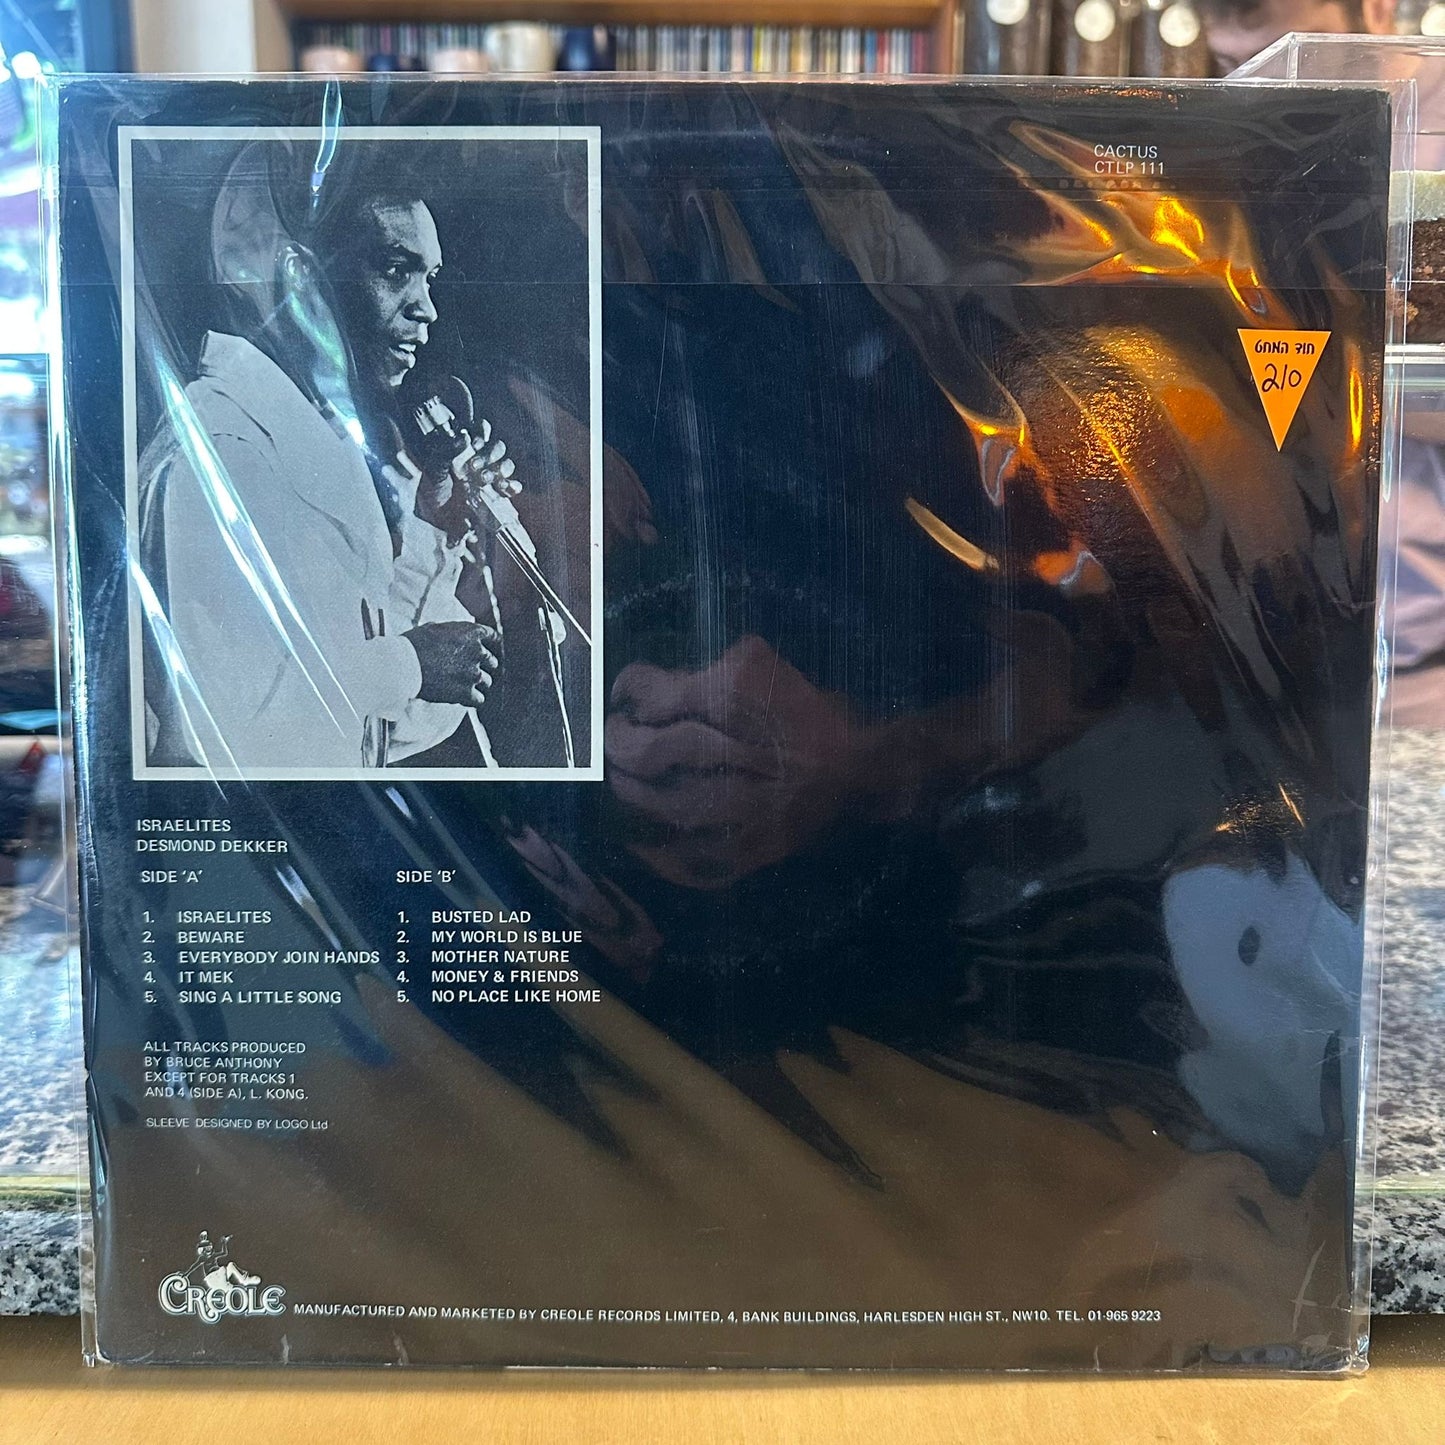 CACTUS
CTLP 111
חוד המחט
210
ISRAELITES
DESMOND DEKKER
SIDE ‘A’
1. ISRAELITES
2. BEWARE
3. EVERYBODY JOIN HANDS
4. IT MEK
5. SING A LITTLE SONG
SIDE ‘B’
1. BUSTED LAD
2. MY WORLD IS BLUE
3. MOTHER NATURE
4. MONEY & FRIENDS
5. NO PLACE LIKE HOME
ALL TRACKS PRODUCED
BY BRUCE ANTHONY
EXCEPT FOR TRACKS 1
AND 4 (SIDE A), L. KONG.
SLEEVE DESIGNED BY LOGO Ltd
CREOLE
MANUFACTURED AND MARKETED BY CREOLE RECORDS LIMITED, 4, BANK BUILDINGS, HARLESDEN HIGH ST., NW10. TEL. 01-965 9223